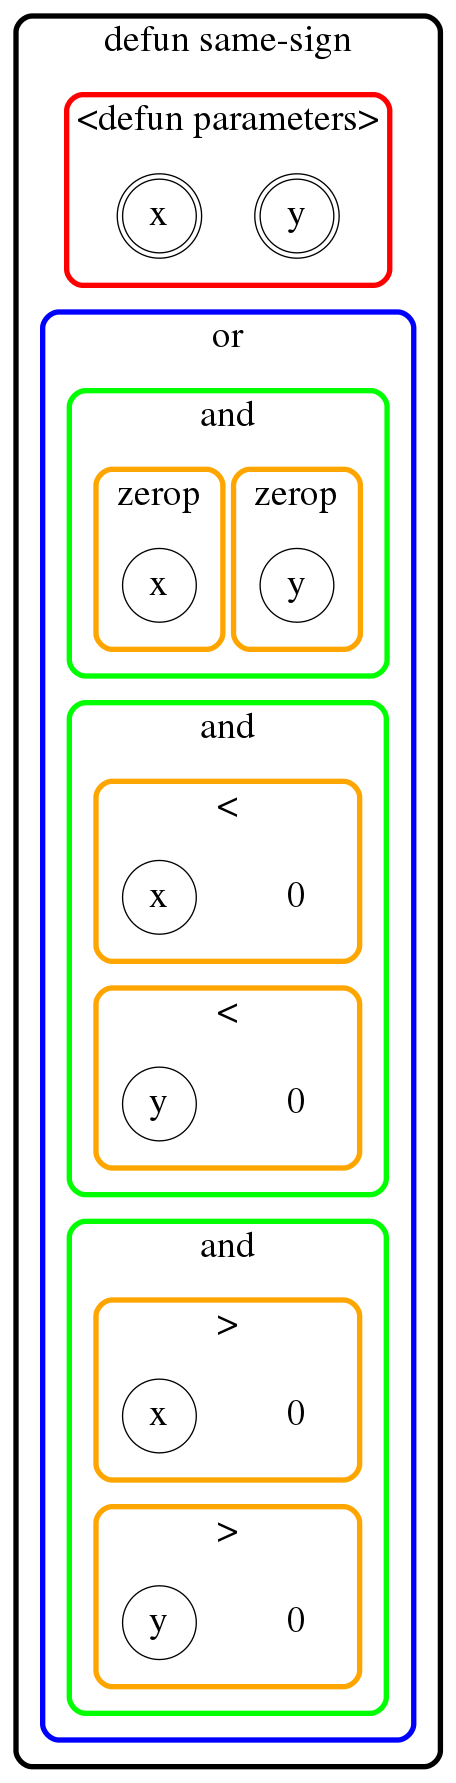 defun same-sign
<defun parameters>
x y
or
and
zerop zerop
x y
and
<
x 0
<
y 0
and
>
x 0
>
y 0